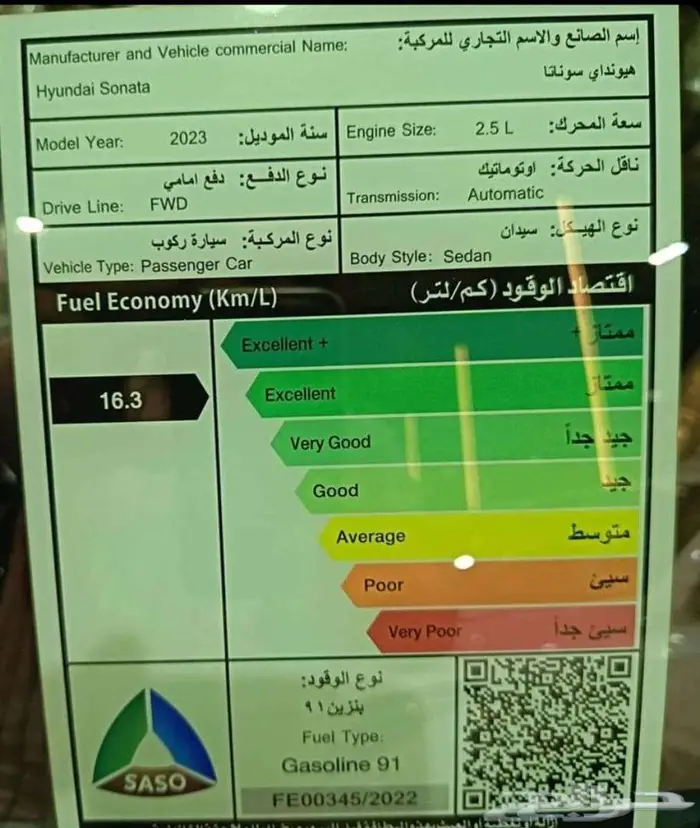 Manufacturer and Vehicle commercial Name:
إسم الصانع والاسم التجاري للمركبة:
Hyundai Sonata
هيونداي سوناتا
Model Year: 2023 سنة الموديل:
Engine Size: 2.5 L سعة المحرك:
نوع الدفع: دفع امامي
Drive Line: FWD
ناقل الحركة: اوتوماتيك
Transmission: Automatic
نوع المركبة: سيارة ركوب
Vehicle Type: Passenger Car
نوع الهيكل: سيدان
Body Style: Sedan
Fuel Economy (Km/L) اقتصاد الوقود (كم/لتر)
Excellent + ممتاز +
16.3
Excellent ممتاز
Very Good جيد جداً
Good جيد
Average متوسط
Poor سيئ
Very Poor سيئ جداً
نوع الوقود:
بنزين ٩١
Fuel Type:
Gasoline 91
FE00345/2022
SASO
حراج